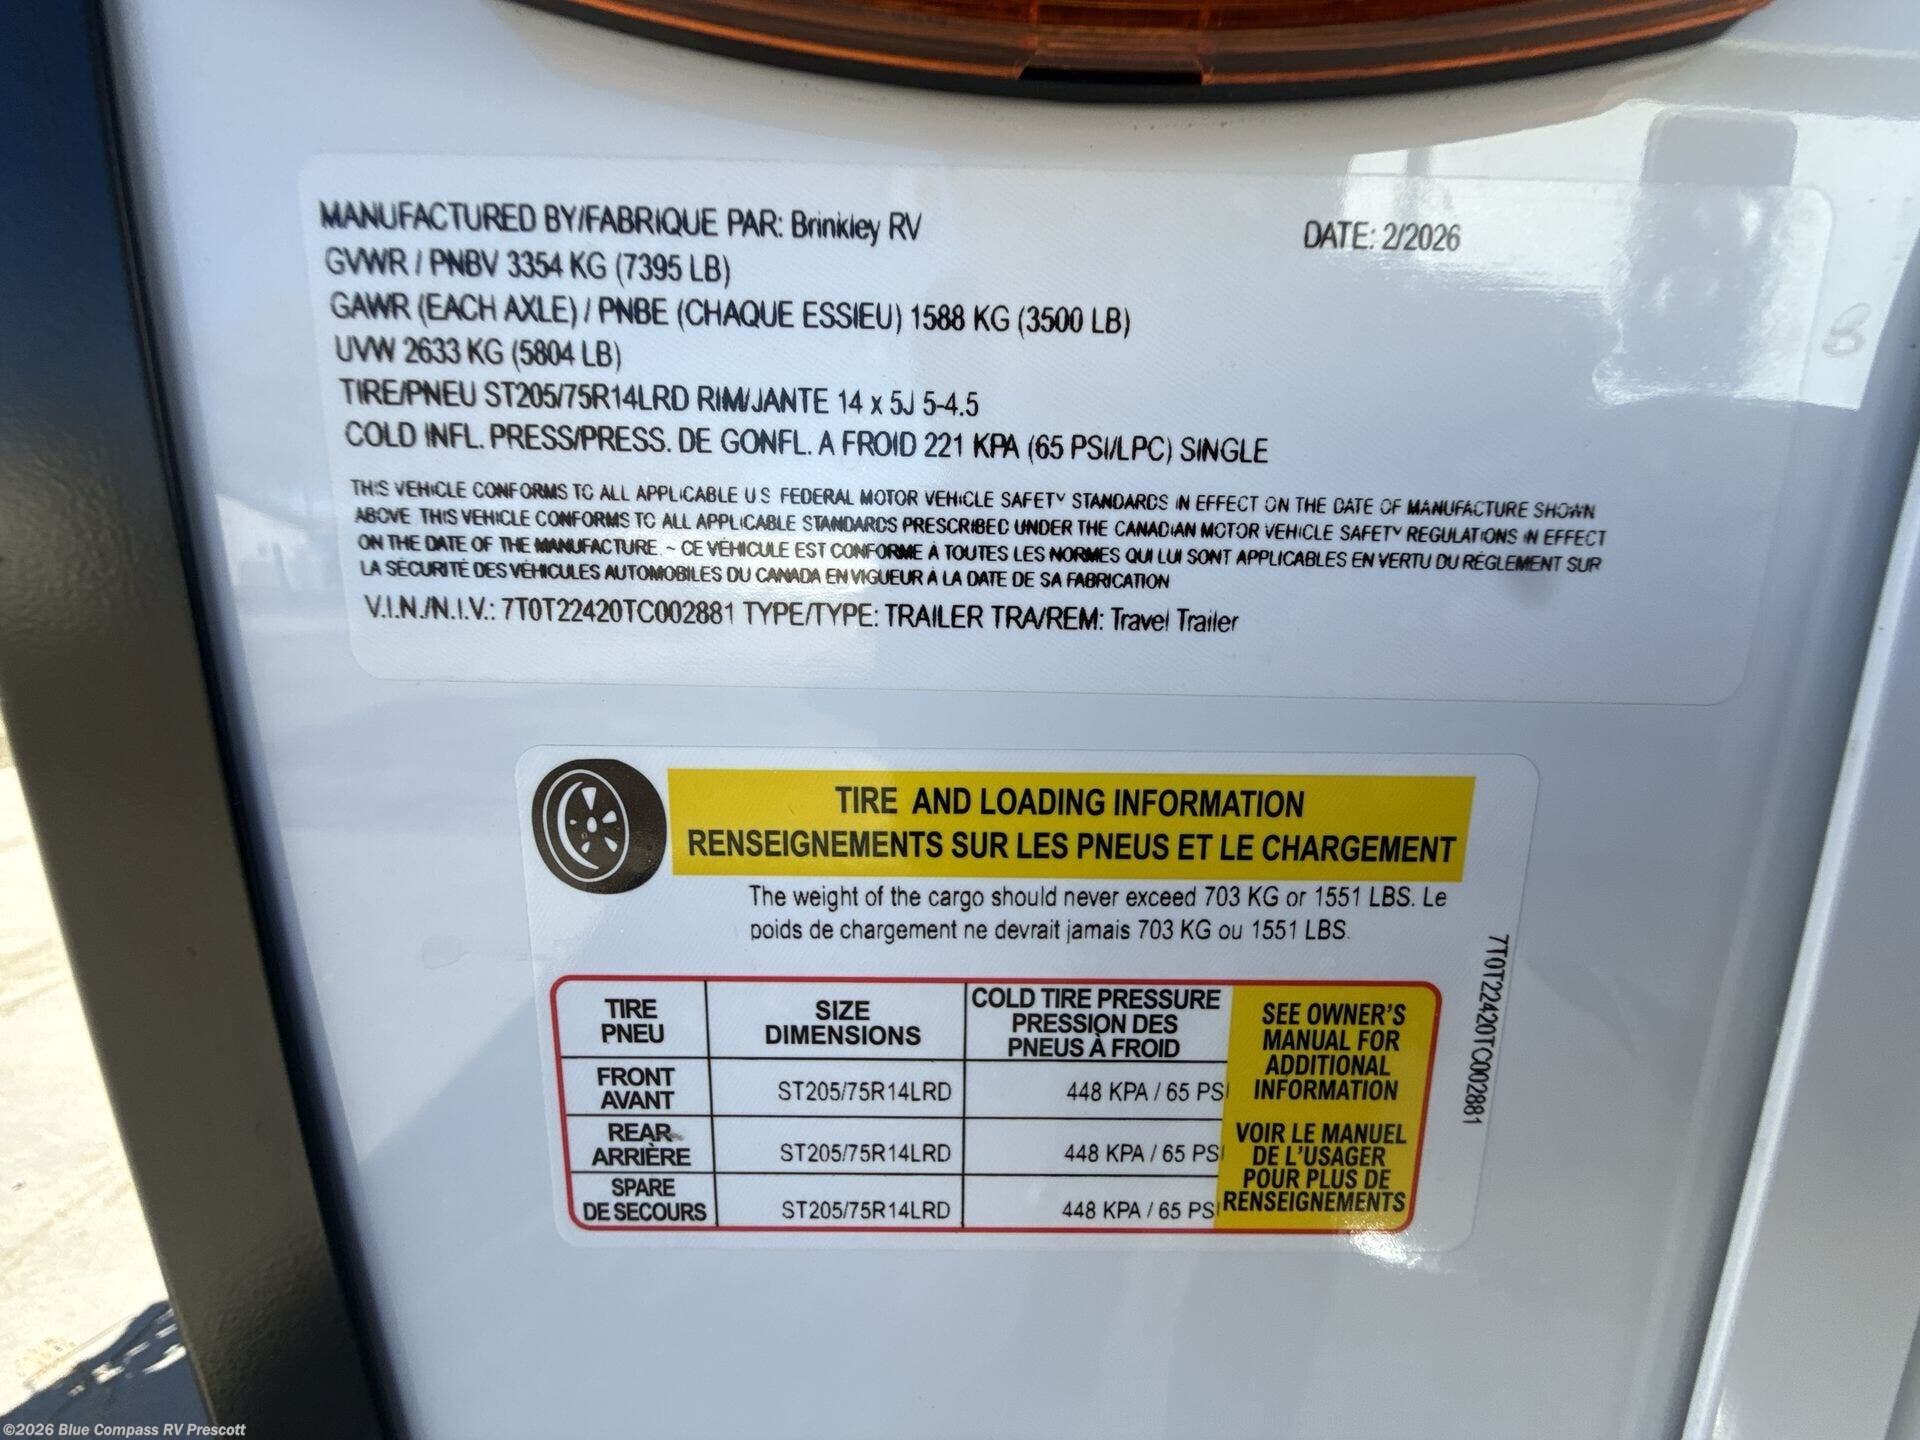 MANUFACTURED BY/FABRIQUE PAR: Brinkley RV DATE: 2/2026
GVWR / PNBV 3354 KG (7395 LB)
GAWR (EACH AXLE) / PNBE (CHAQUE ESSIEU) 1588 KG (3500 LB)
UVW 2633 KG (5804 LB)
TIRE/PNEU ST205/75R14LRD RIM/JANTE 14 x 5J 5-4.5
COLD INFL. PRESS/PRESS. DE GONFL. A FROID 221 KPA (65 PSI/LPC) SINGLE
THIS VEHICLE CONFORMS TO ALL APPLICABLE U S FEDERAL MOTOR VEHICLE SAFETY STANDARDS IN EFFECT ON THE DATE OF MANUFACTURE SHOWN
ABOVE. THIS VEHICLE CONFORMS TO ALL APPLICABLE STANDARDS PRESCRIBED UNDER THE CANADIAN MOTOR VEHICLE SAFETY REGULATIONS IN EFFECT
ON THE DATE OF THE MANUFACTURE. ~ CE VÉHICULE EST CONFORME À TOUTES LES NORMES QUI LUI SONT APPLICABLES EN VERTU DU RÈGLEMENT SUR
LA SÉCURITÉ DES VÉHICULES AUTOMOBILES DU CANADA EN VIGUEUR À LA DATE DE SA FABRICATION
V.I.N./N.I.V.: 7T0T22420TC002881 TYPE/TYPE: TRAILER TRA/REM: Travel Trailer
TIRE AND LOADING INFORMATION
RENSEIGNEMENTS SUR LES PNEUS ET LE CHARGEMENT
The weight of the cargo should never exceed 703 KG or 1551 LBS. Le
poids de chargement ne devrait jamais 703 KG ou 1551 LBS.
TIRE
PNEU
SIZE
DIMENSIONS
COLD TIRE PRESSURE
PRESSION DES
PNEUS À FROID
FRONT
AVANT
ST205/75R14LRD
448 KPA / 65 PSI
REAR
ARRIÈRE
ST205/75R14LRD
448 KPA / 65 PSI
SPARE
DE SECOURS
ST205/75R14LRD
448 KPA / 65 PSI
SEE OWNER'S
MANUAL FOR
ADDITIONAL
INFORMATION
VOIR LE MANUEL
DE L'USAGER
POUR PLUS DE
RENSEIGNEMENTS
7T0T22420TC002881
©2026 Blue Compass RV Prescott